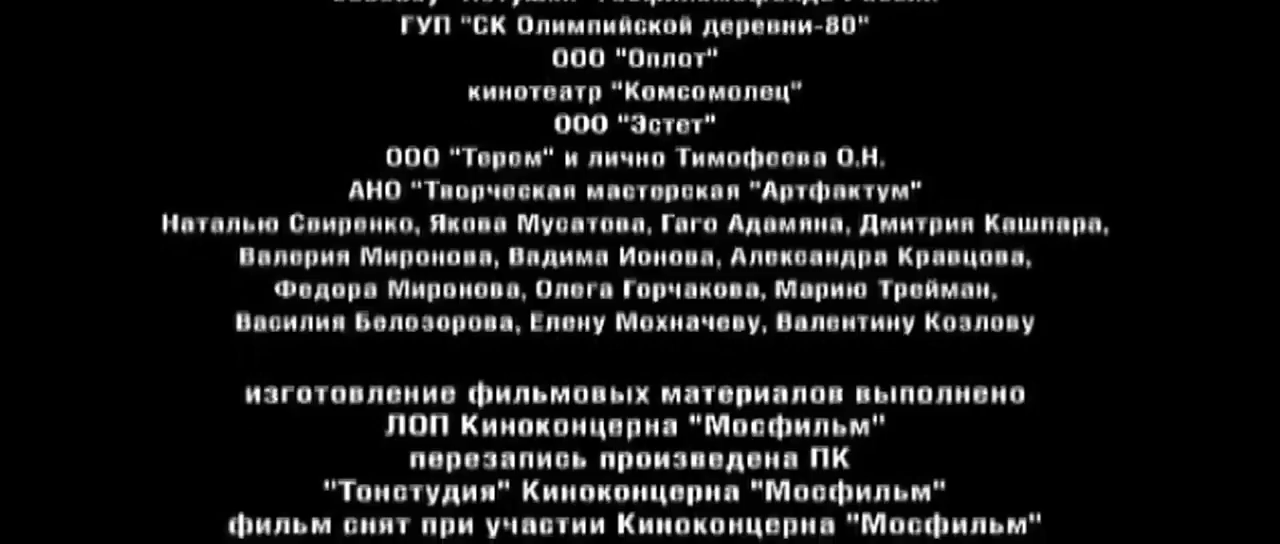 ГУП "СК Олимпийской деревни-80"
ООО "Оплот"
кинотеатр "Комсомолец"
ООО "Эстет"
ООО "Терем" и лично Тимофеева О.Н.
АНО "Творческая мастерская "Артфактум"
Наталью Свиренко, Якова Мусатова, Гаго Адамяна, Дмитрия Кашпара,
Валерия Миронова, Вадима Ионова, Александра Кравцова,
Федора Миронова, Олега Горчакова, Марию Трейман,
Василия Белозорова, Елену Мохначеву, Валентину Козлову
изготовление фильмовых материалов выполнено
ЛОП Киноконцерна "Мосфильм"
перезапись произведена ПК
"Тонстудия" Киноконцерна "Мосфильм"
фильм снят при участии Киноконцерна "Мосфильм"